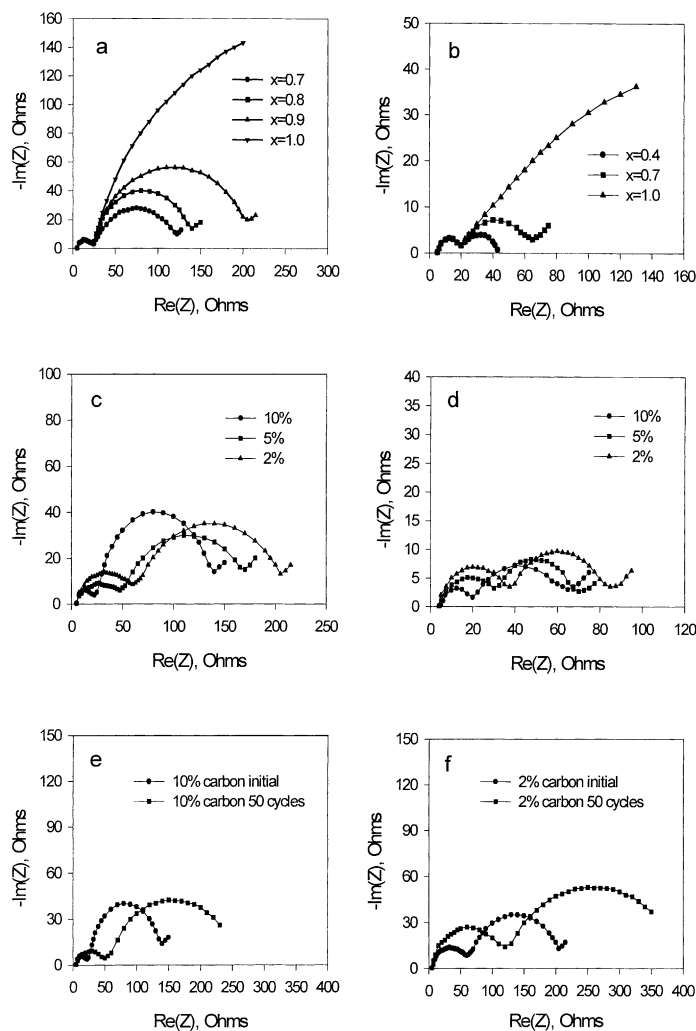 a
x=0.7
x=0.8
x=0.9
x=1.0
160
140
120
100
80
60
40
20
0
-Im(Z), Ohms
0 50 100 150 200 250 300
Re(Z), Ohms
b
x=0.4
x=0.7
x=1.0
50
40
30
20
10
0
-Im(Z), Ohms
0 20 40 60 80 100 120 140 160
Re(Z), Ohms
c
10%
5%
2%
100
80
60
40
20
0
-Im(Z), Ohms
0 50 100 150 200 250
Re(Z), Ohms
d
10%
5%
2%
40
35
30
25
20
15
10
5
0
-Im(Z), Ohms
0 20 40 60 80 100 120
Re(Z), Ohms
e
10% carbon initial
10% carbon 50 cycles
150
120
90
60
30
0
-Im(Z), Ohms
0 50 100 150 200 250 300 350 400
Re(Z), Ohms
f
2% carbon initial
2% carbon 50 cycles
150
120
90
60
30
0
-Im(Z), Ohms
0 50 100 150 200 250 300 350 400
Re(Z), Ohms